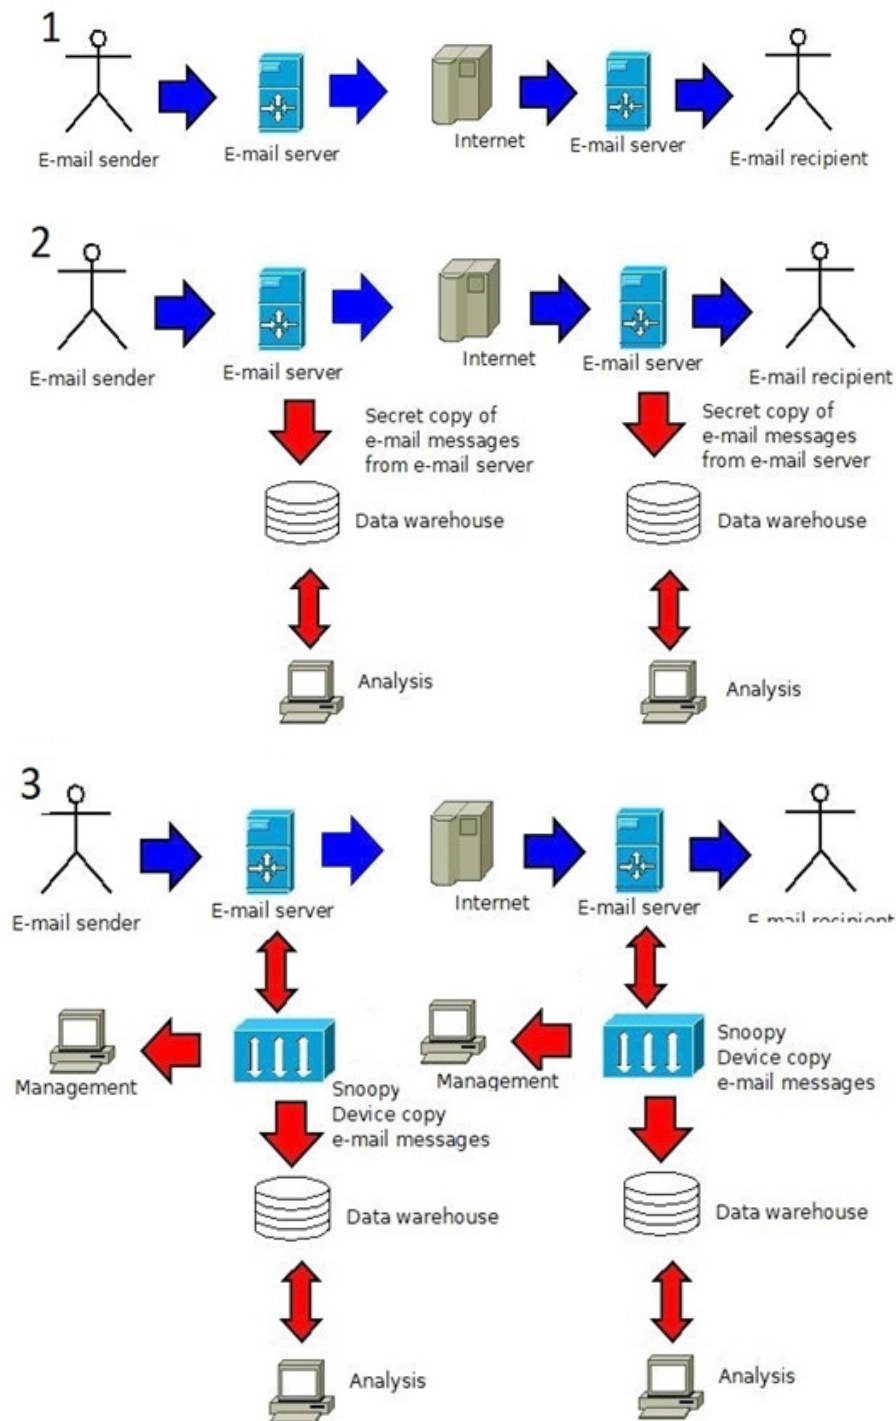 1
E-mail sender
E-mail server
Internet
E-mail server
E-mail recipient
2
E-mail sender
E-mail server
Internet
E-mail server
E-mail recipient
Secret copy of
e-mail messages
from e-mail server
Secret copy of
e-mail messages
from e-mail server
Data warehouse
Data warehouse
Analysis
Analysis
3
E-mail sender
E-mail server
Internet
E-mail server
E-mail recipient
Management
Snoopy
Device copy
e-mail messages
Management
Snoopy
Device copy
e-mail messages
Data warehouse
Data warehouse
Analysis
Analysis